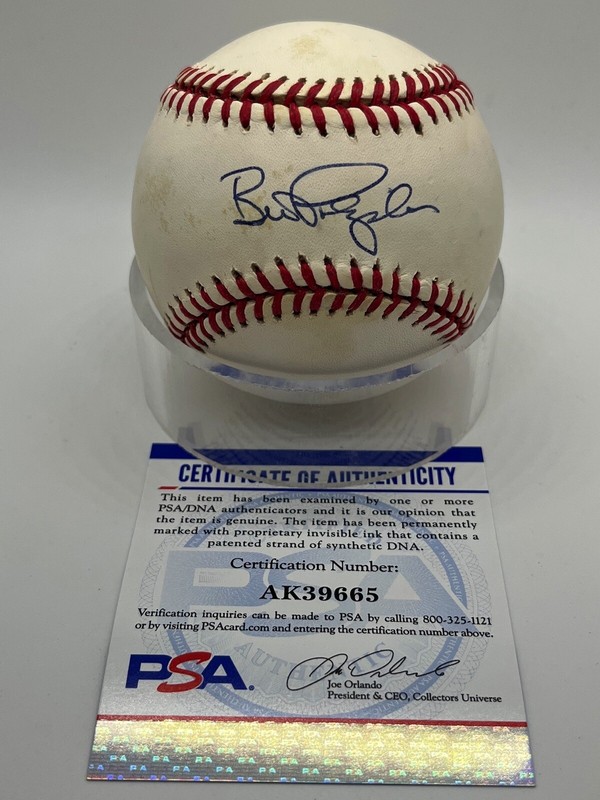 CERTIFICATE OF AUTHENTICITY
This item has been examined by one or more
PSA/DNA authenticators and it is our opinion that
the item is genuine. The item has been permanently
marked with proprietary invisible ink that contains a
patented strand of synthetic DNA.
Certification Number:
AK39665
Verification inquiries can be made to PSA by calling 800-325-1121
or by visiting PSAcard.com and entering the certification number above.
PSA.
Joe Orlando
President & CEO, Collectors Universe